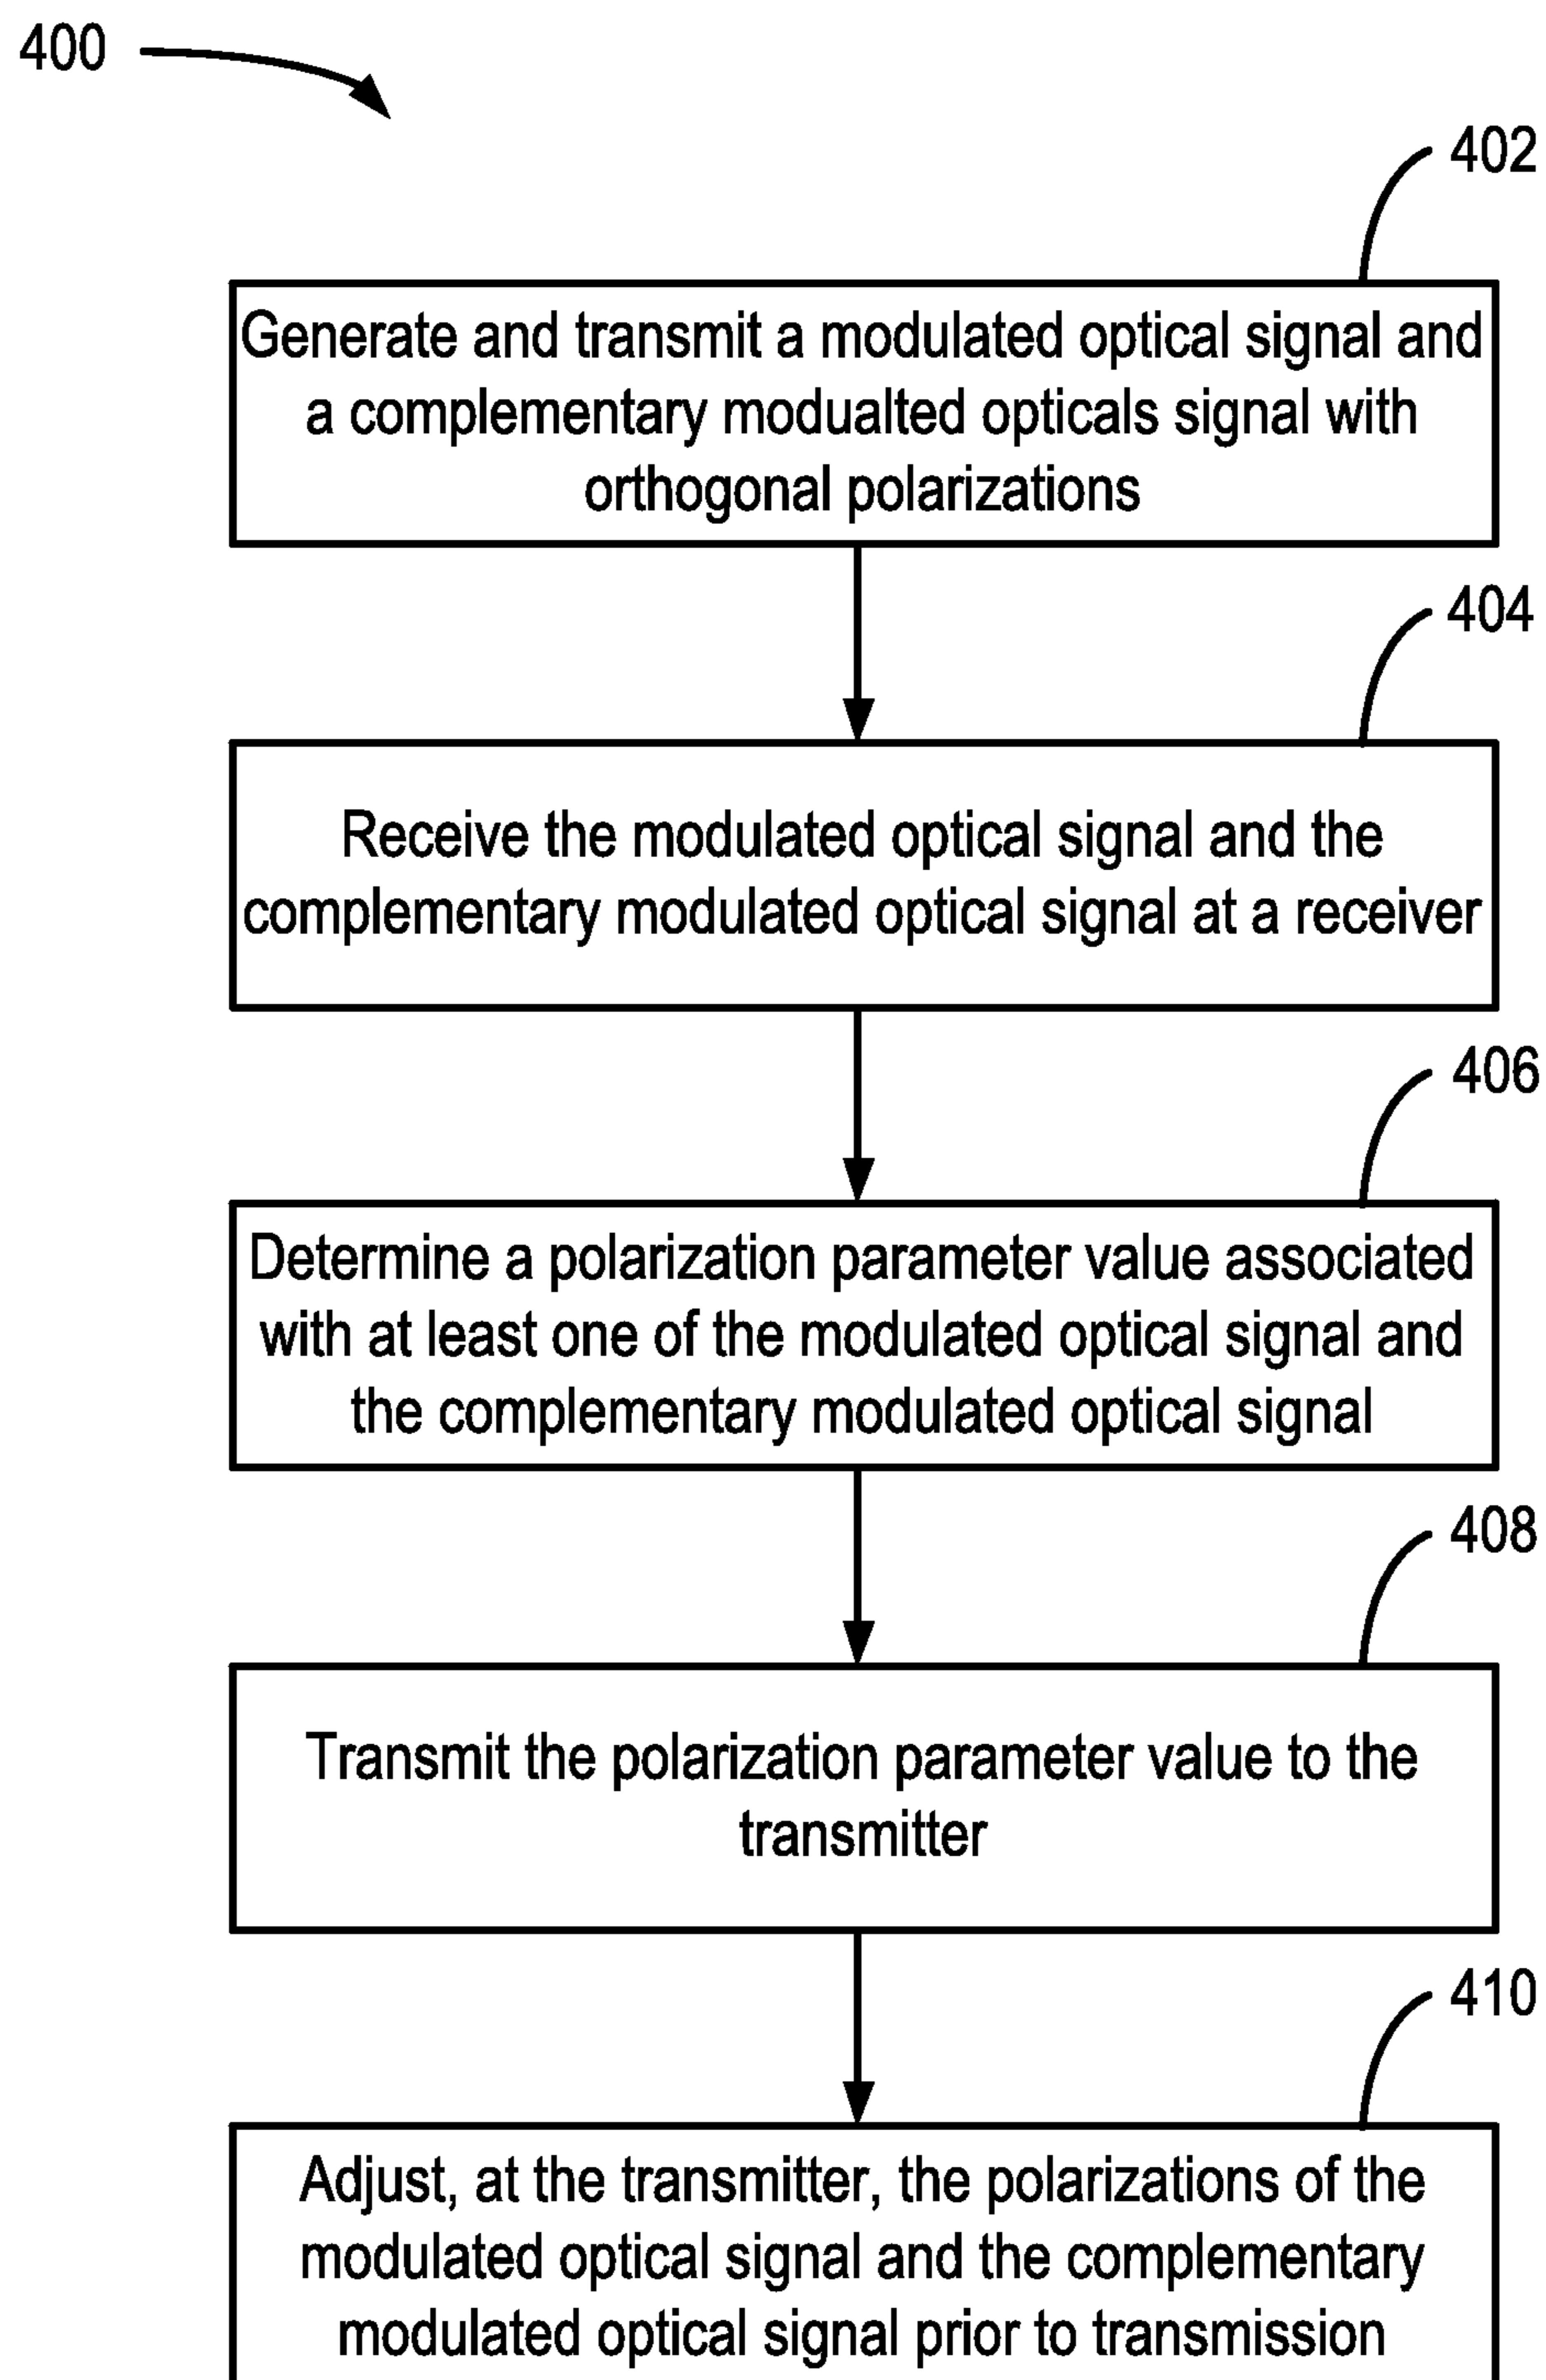 400
402
Generate and transmit a modulated optical signal and
a complementary modualted opticals signal with
orthogonal polarizations
404
Receive the modulated optical signal and the
complementary modulated optical signal at a receiver
406
Determine a polarization parameter value associated
with at least one of the modulated optical signal and
the complementary modulated optical signal
408
Transmit the polarization parameter value to the
transmitter
410
Adjust, at the transmitter, the polarizations of the
modulated optical signal and the complementary
modulated optical signal prior to transmission